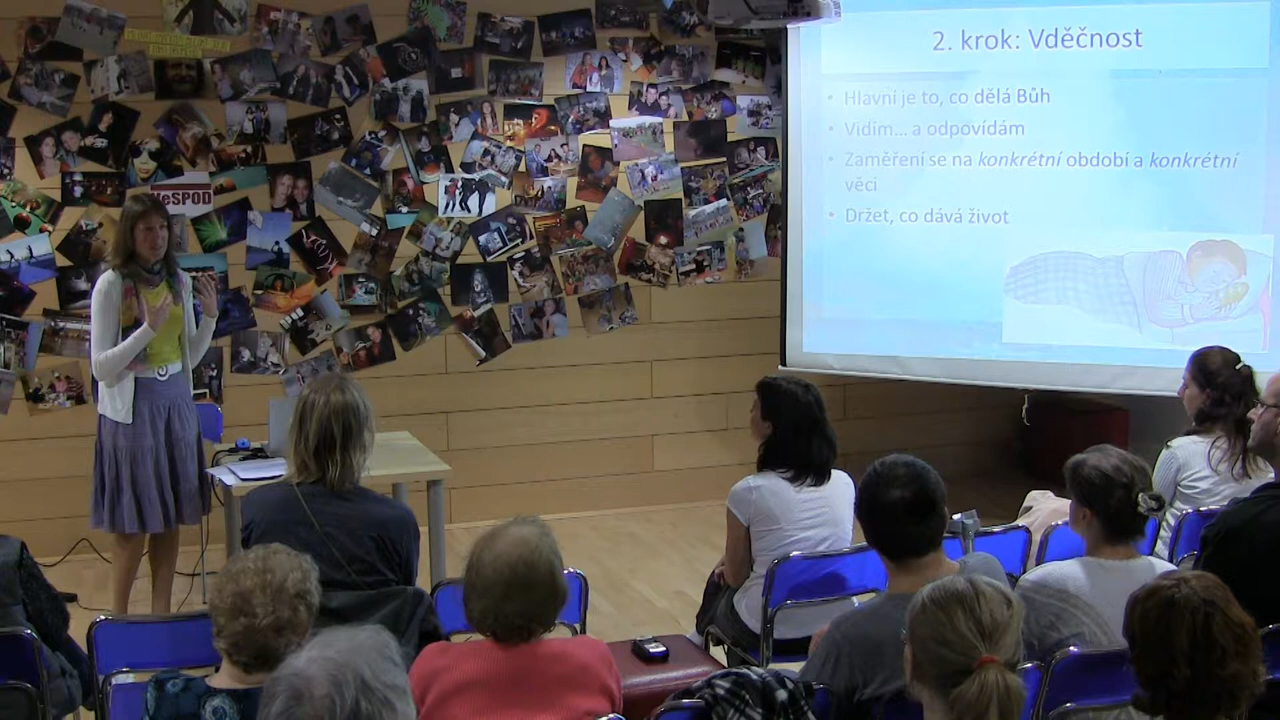 2. krok: Vděčnost
Hlavní je to, co dělá Bůh
Vidím... a odpovídám
Zaměření se na konkrétní období a konkrétní
věci
Držet, co dává život
VeSPOD